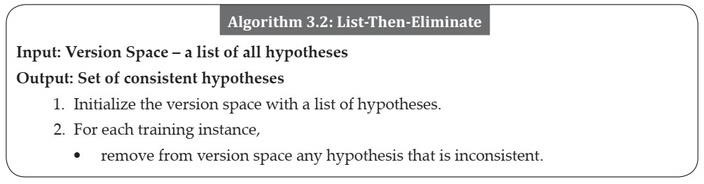 Algorithm 3.2: List-Then-Eliminate
Input: Version Space – a list of all hypotheses
Output: Set of consistent hypotheses
1. Initialize the version space with a list of hypotheses.
2. For each training instance,
• remove from version space any hypothesis that is inconsistent.